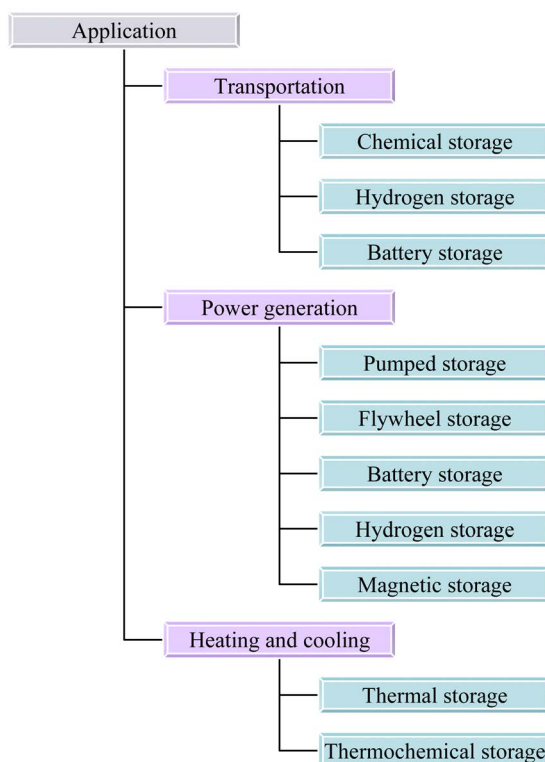 Application
Transportation
Chemical storage
Hydrogen storage
Battery storage
Power generation
Pumped storage
Flywheel storage
Battery storage
Hydrogen storage
Magnetic storage
Heating and cooling
Thermal storage
Thermochemical storage